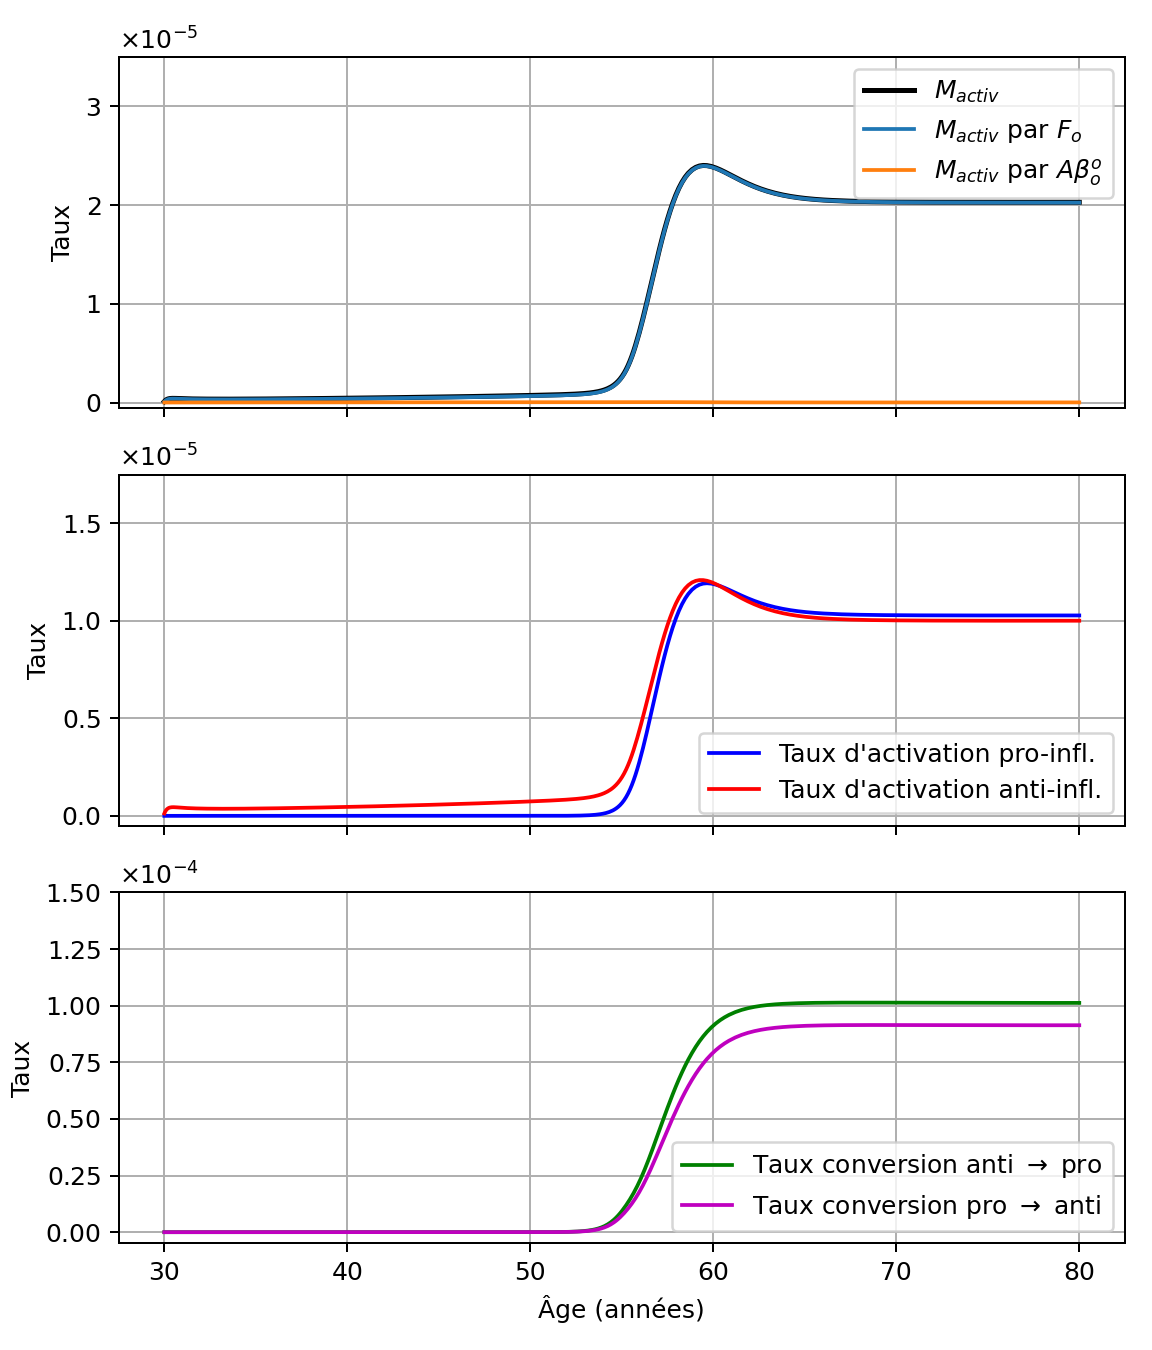 ×10⁻⁵
3
2
1
0
Taux
M_activ
M_activ par F_o
M_activ par Aβ_o^o
×10⁻⁵
1.5
1.0
0.5
0.0
Taux
Taux d'activation pro-infl.
Taux d'activation anti-infl.
×10⁻⁴
1.50
1.25
1.00
0.75
0.50
0.25
0.00
Taux
Taux conversion anti → pro
Taux conversion pro → anti
30 40 50 60 70 80
Âge (années)